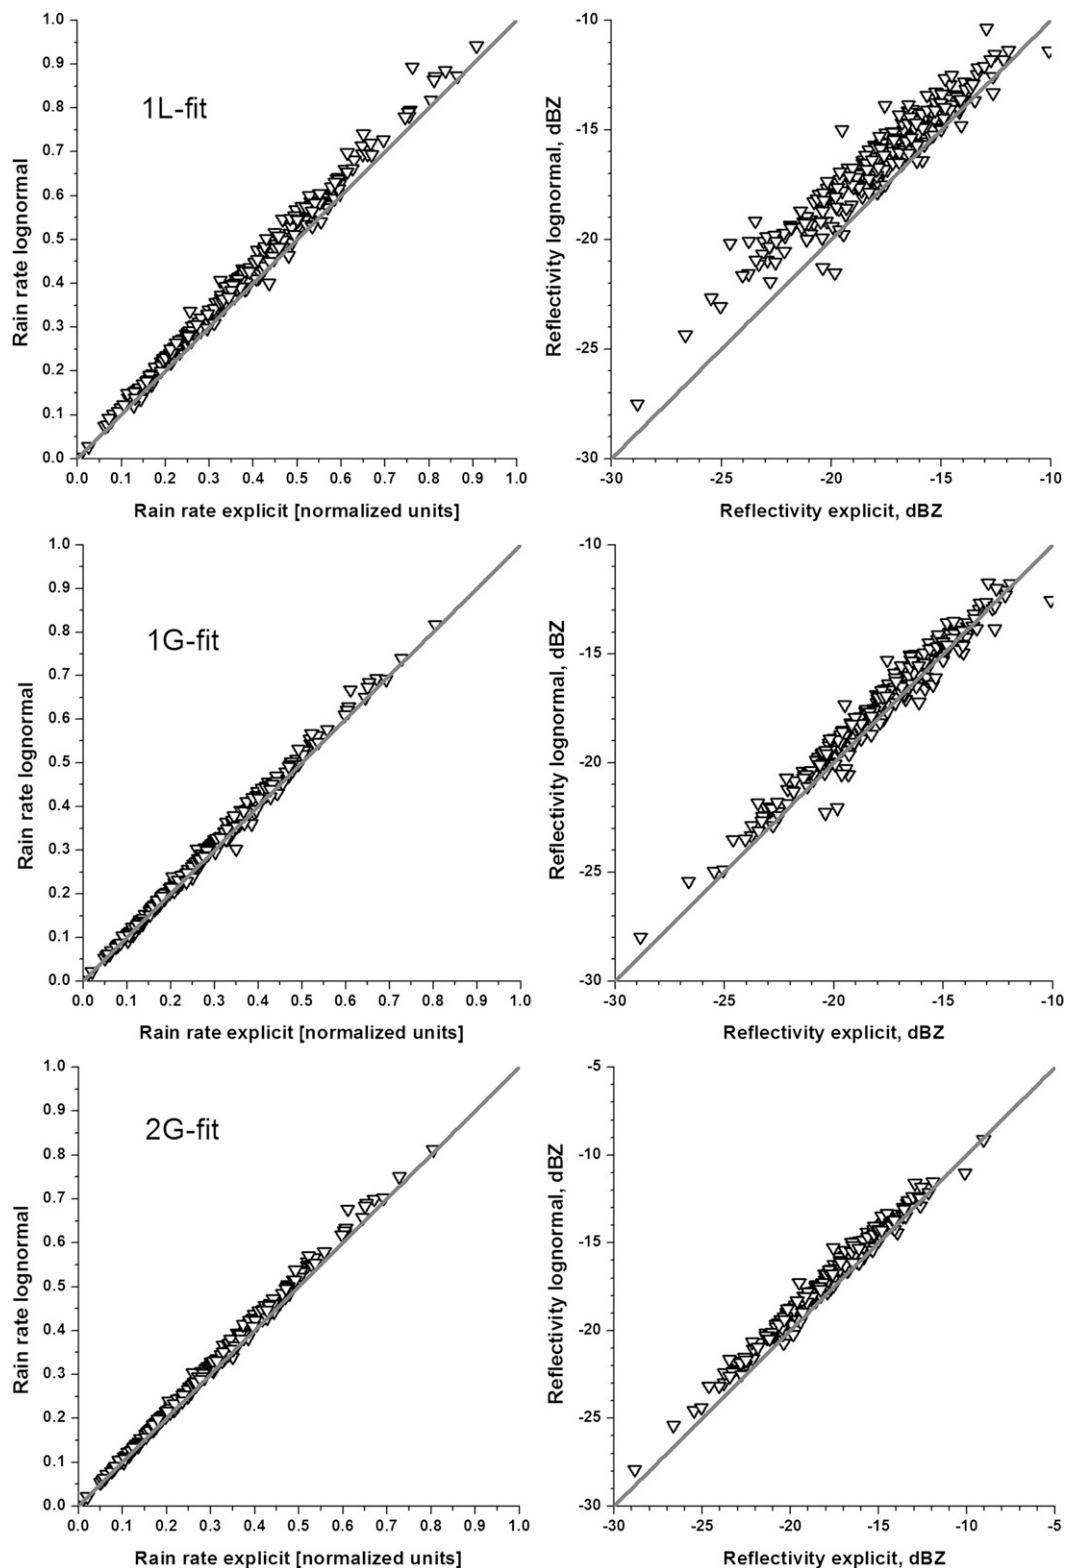 1.0
0.9
0.8
0.7
0.6
0.5
0.4
0.3
0.2
0.1
0.0
Rain rate lognormal
1L-fit
0.0 0.1 0.2 0.3 0.4 0.5 0.6 0.7 0.8 0.9 1.0
Rain rate explicit [normalized units]
-10
-15
-20
-25
-30
Reflectivity lognormal, dBZ
-30 -25 -20 -15 -10
Reflectivity explicit, dBZ
1.0
0.9
0.8
0.7
0.6
0.5
0.4
0.3
0.2
0.1
0.0
Rain rate lognormal
1G-fit
0.0 0.1 0.2 0.3 0.4 0.5 0.6 0.7 0.8 0.9 1.0
Rain rate explicit [normalized units]
-10
-15
-20
-25
-30
Reflectivity lognormal, dBZ
-30 -25 -20 -15 -10
Reflectivity explicit, dBZ
1.0
0.9
0.8
0.7
0.6
0.5
0.4
0.3
0.2
0.1
0.0
Rain rate lognormal
2G-fit
0.0 0.1 0.2 0.3 0.4 0.5 0.6 0.7 0.8 0.9 1.0
Rain rate explicit [normalized units]
-5
-10
-15
-20
-25
-30
Reflectivity lognormal, dBZ
-30 -25 -20 -15 -10 -5
Reflectivity explicit, dBZ